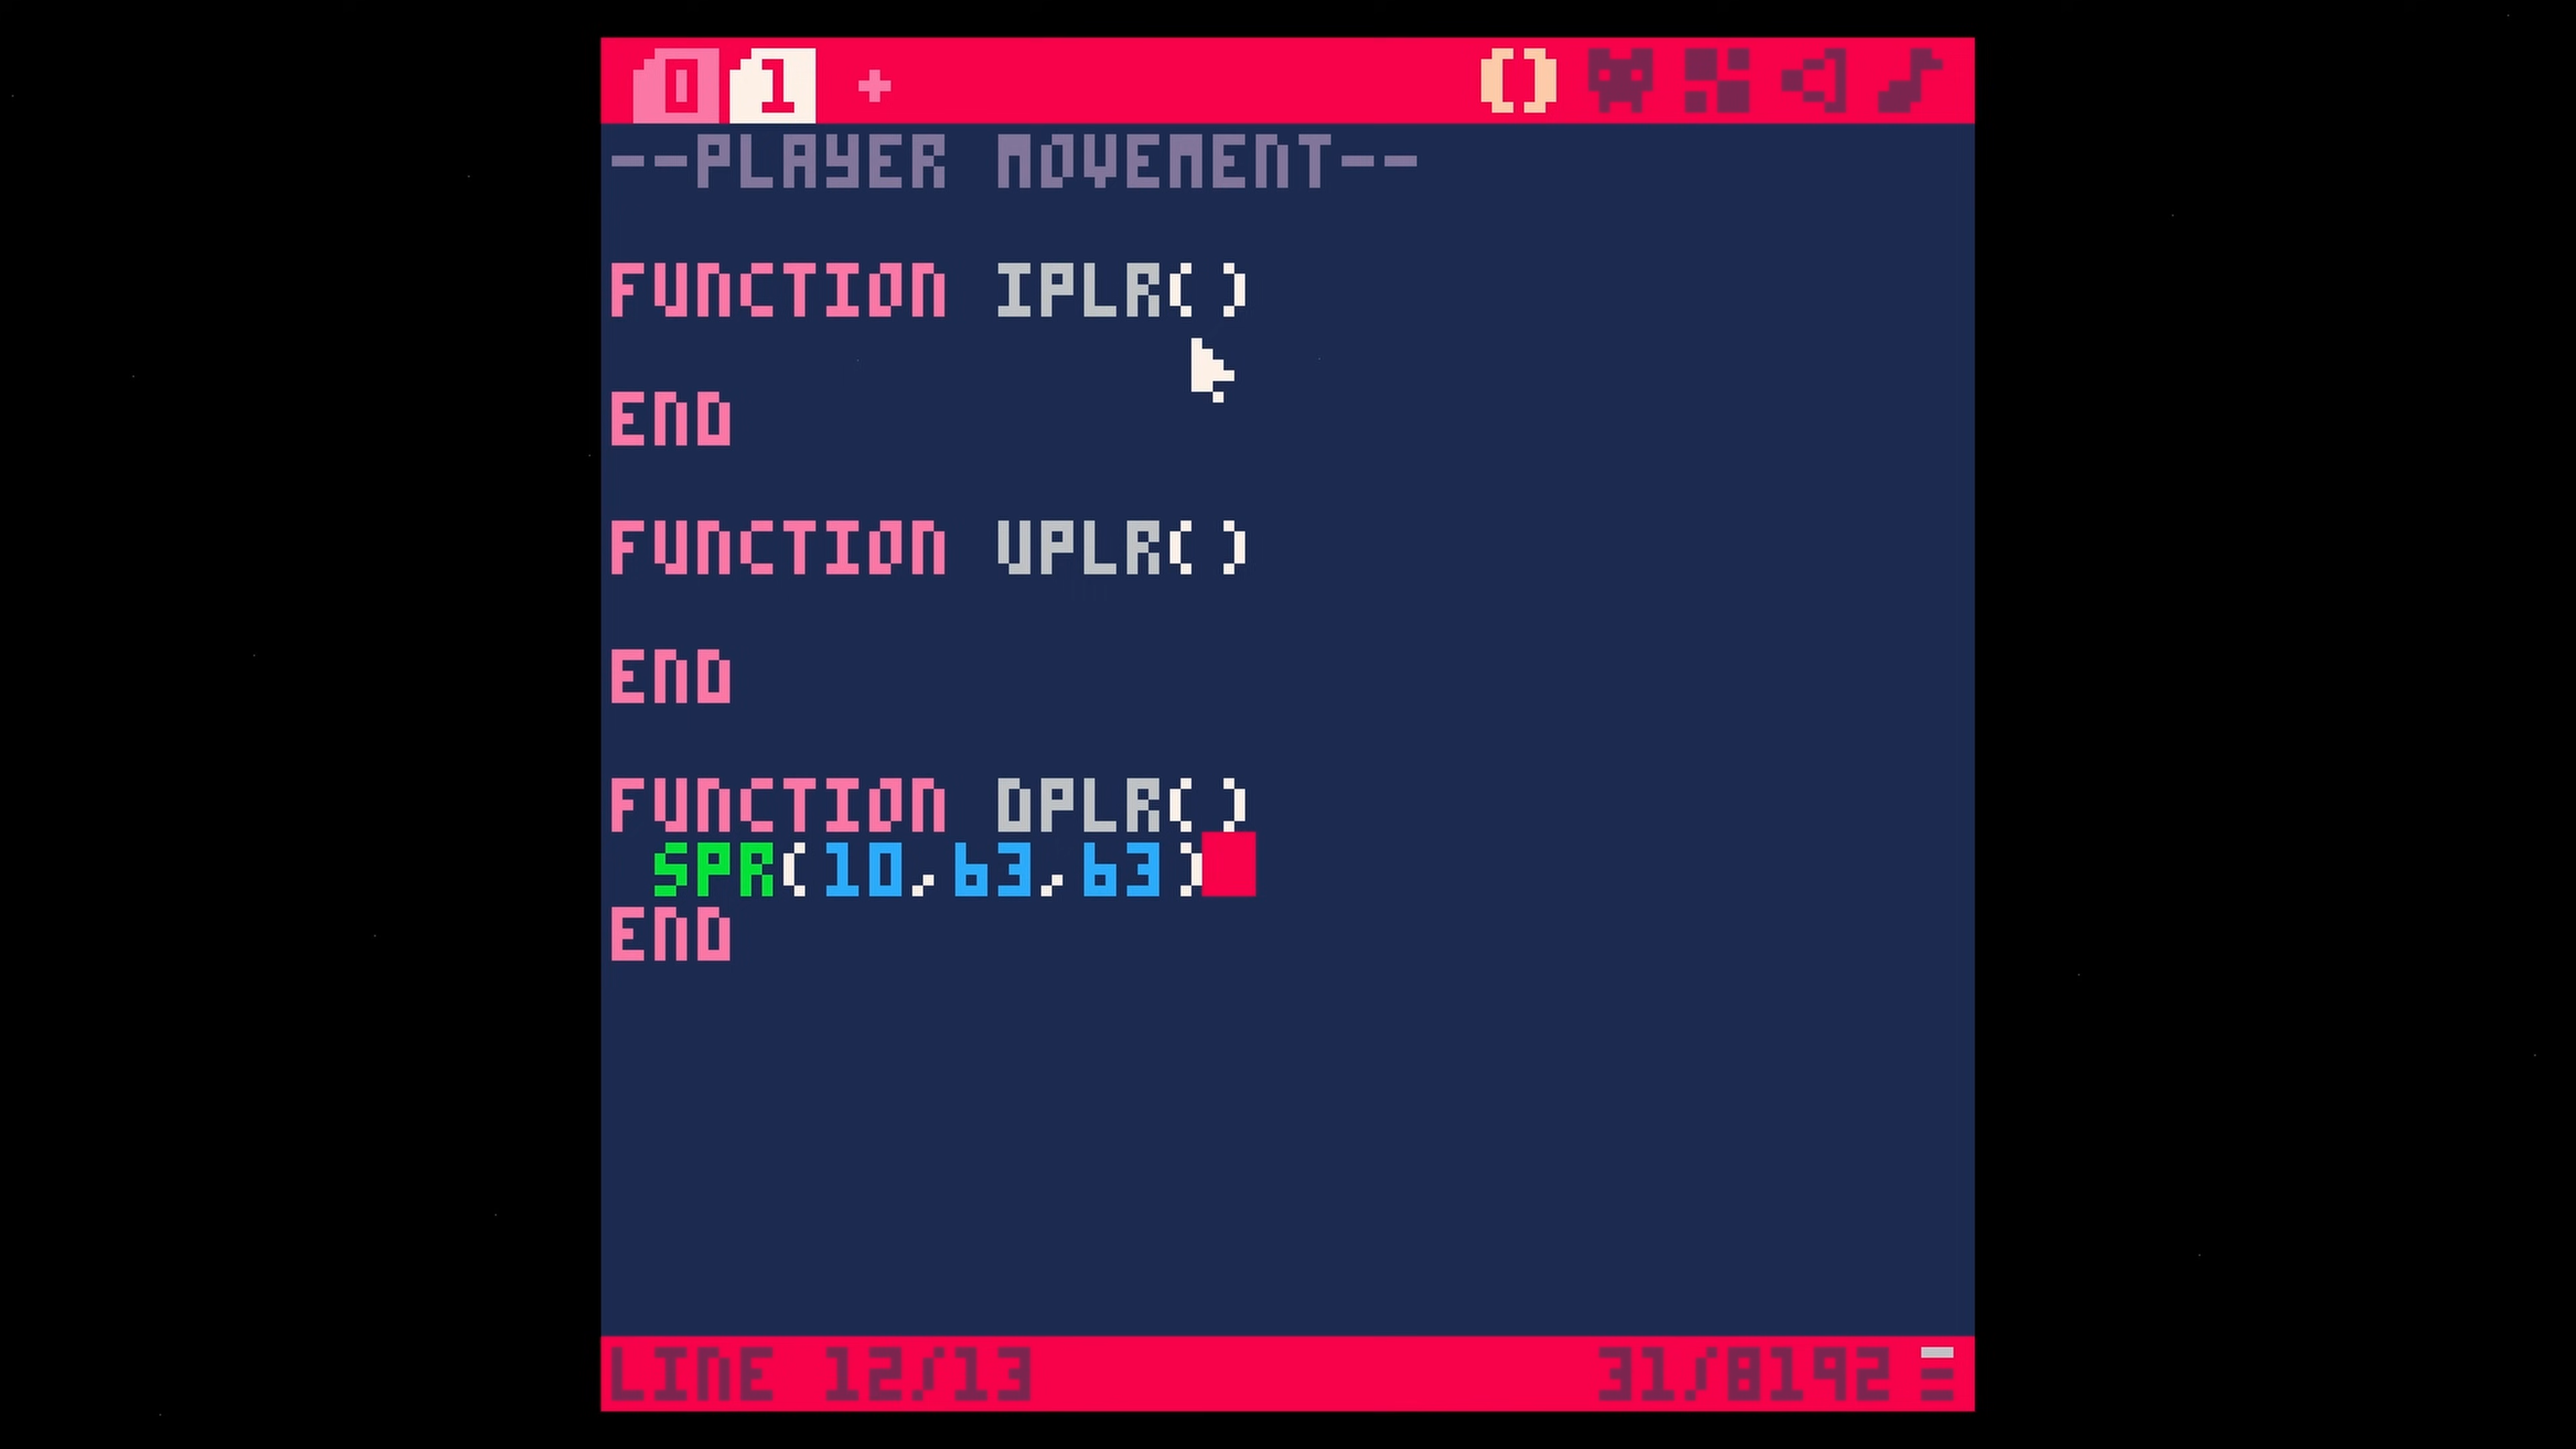 0 1 +
--PLAYER MOVEMENT--
FUNCTION IPLR()
END
FUNCTION UPLR()
END
FUNCTION DPLR()
SPR(10,63,63)
END
LINE 12/13 31/8192